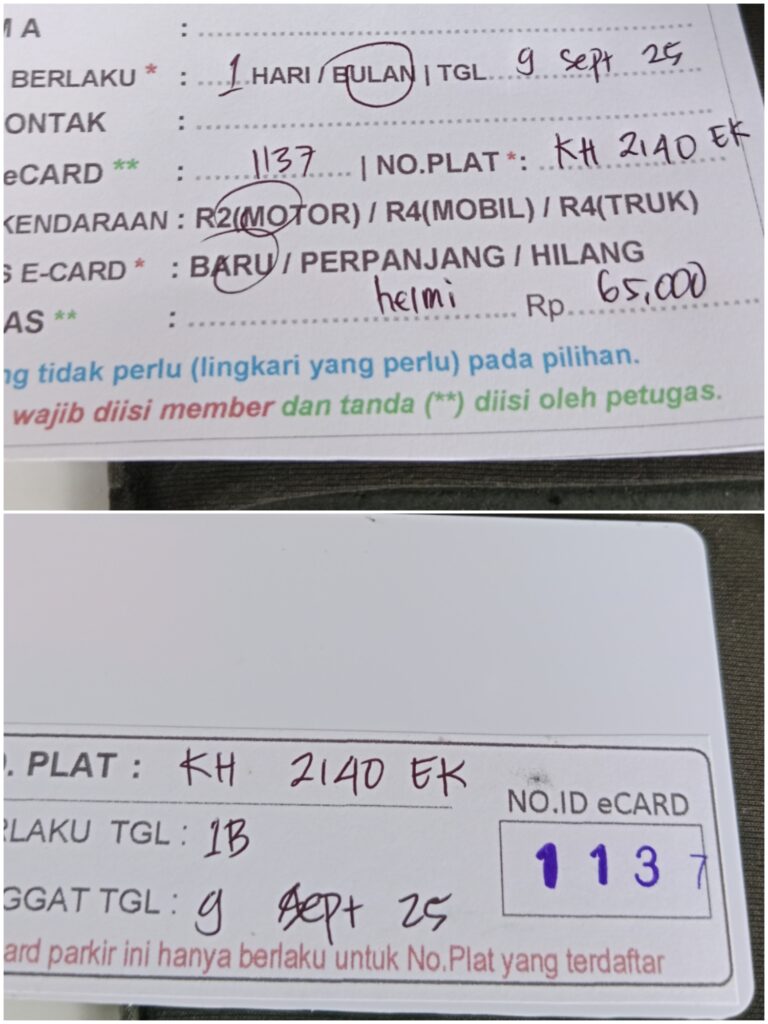 M A : 
BERLAKU * : 1 HARI / BULAN | TGL 9 Sept 25
ONTAK :
eCARD ** : 1137 | NO.PLAT * : KH 2140 EK
KENDARAAN : R2(MOTOR) / R4(MOBIL) / R4(TRUK)
S E-CARD * : BARU / PERPANJANG / HILANG
AS ** : helmi Rp. 65.000
ng tidak perlu (lingkari yang perlu) pada pilihan.
wajib diisi member dan tanda (**) diisi oleh petugas.
. PLAT : KH 2140 EK
RLAKU TGL : 1B
NO.ID eCARD
1137
GGAT TGL : 9 Sept 25
ard parkir ini hanya berlaku untuk No.Plat yang terdaftar